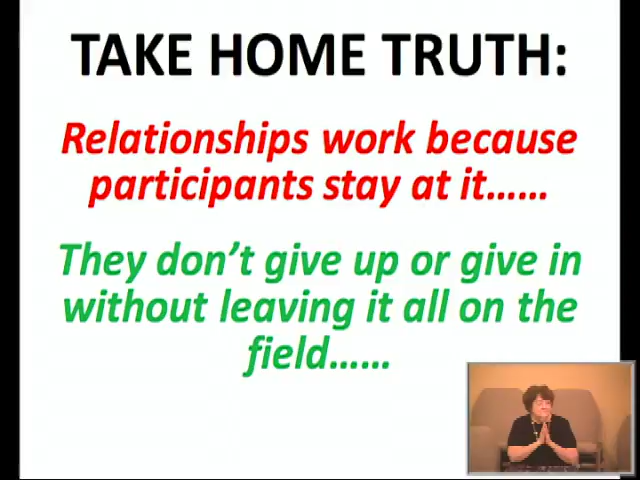 TAKE HOME TRUTH:
Relationships work because
participants stay at it……
They don’t give up or give in
without leaving it all on the
field……